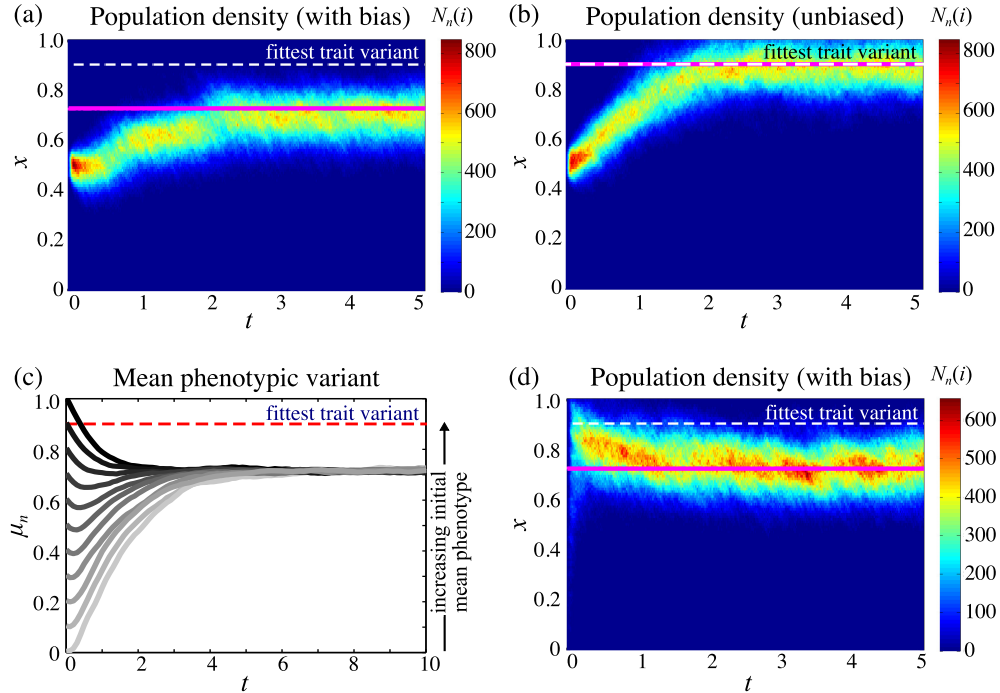 (a)
Population density (with bias)
Nₙ(i)
1.0
0.8
0.6
0.4
0.2
0
x
fittest trait variant
0 1 2 3 4 5
t
800
600
400
200
0
(b)
Population density (unbiased)
Nₙ(i)
1.0
0.8
0.6
0.4
0.2
0
x
fittest trait variant
0 1 2 3 4 5
t
800
600
400
200
0
(c)
Mean phenotypic variant
1.0
0.8
0.6
0.4
0.2
0
μₙ
fittest trait variant
0 2 4 6 8 10
t
increasing initial
mean phenotype
(d)
Population density (with bias)
Nₙ(i)
1.0
0.8
0.6
0.4
0.2
0
x
fittest trait variant
0 1 2 3 4 5
t
600
500
400
300
200
100
0